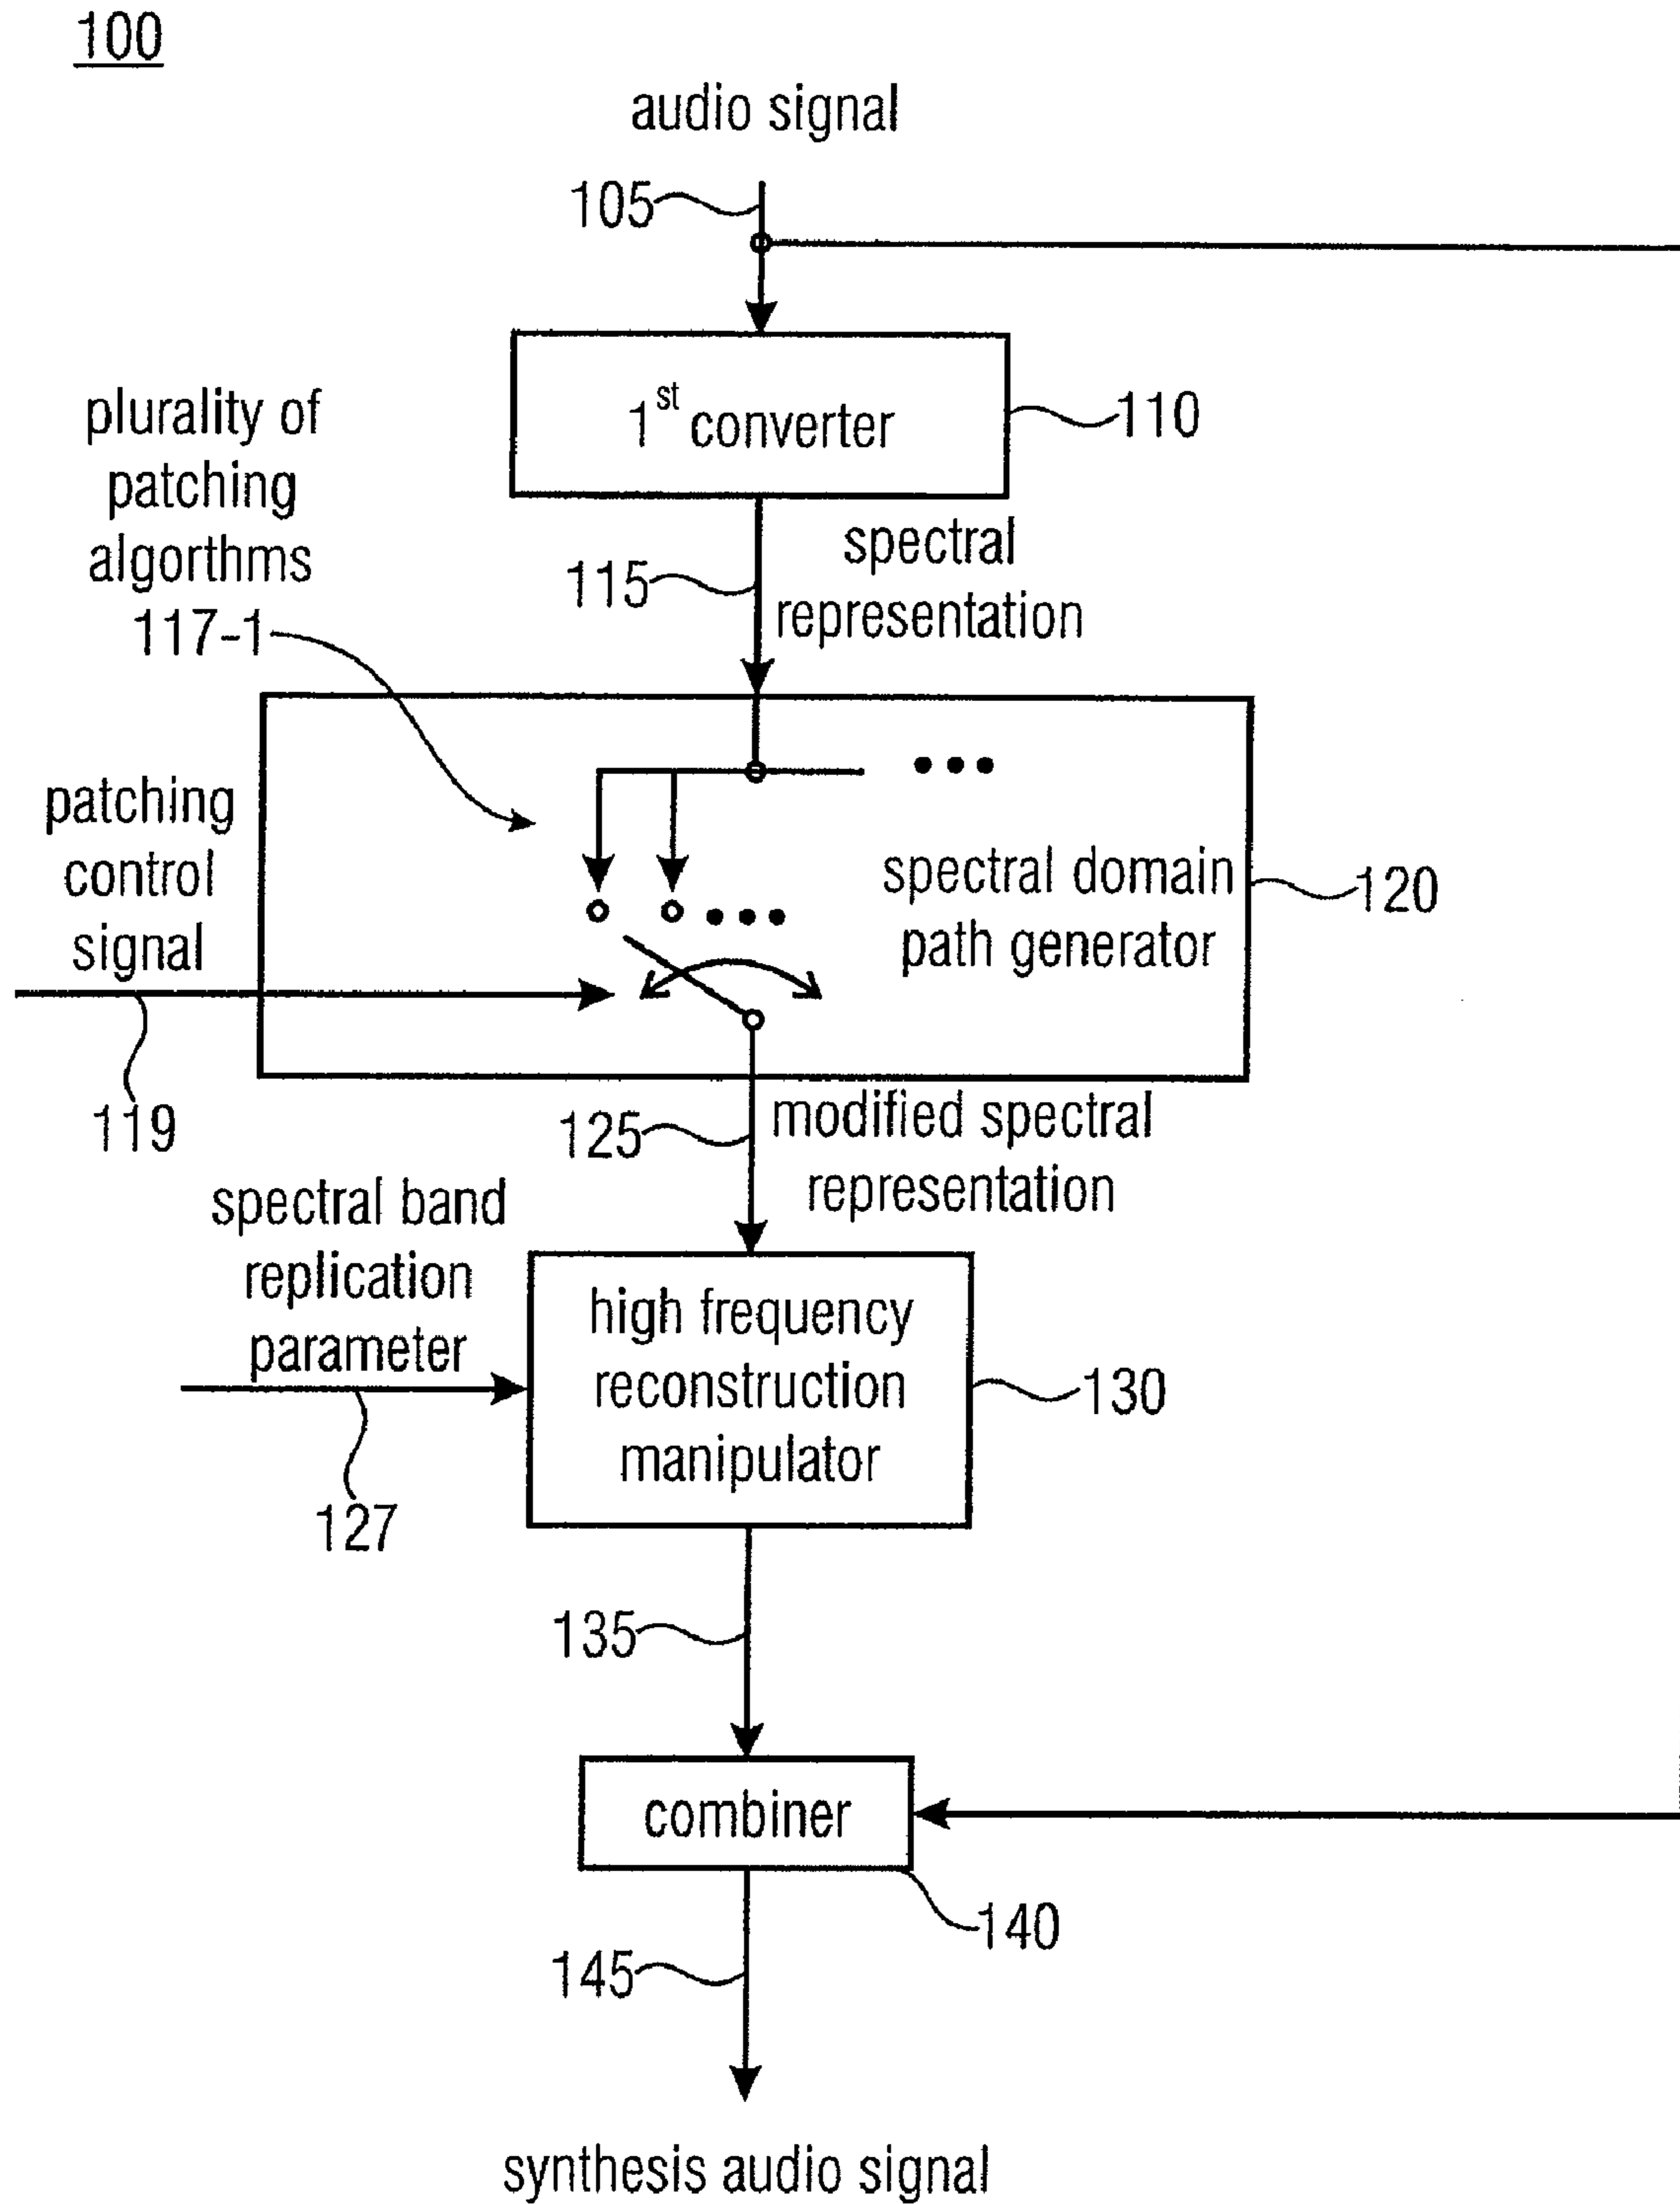 100
audio signal
105
1st converter
110
plurality of
patching
algorthms
117-1
115
spectral
representation
patching
control
signal
119
spectral domain
path generator
120
125
modified spectral
representation
spectral band
replication
parameter
127
high frequency
reconstruction
manipulator
130
135
combiner
140
145
synthesis audio signal